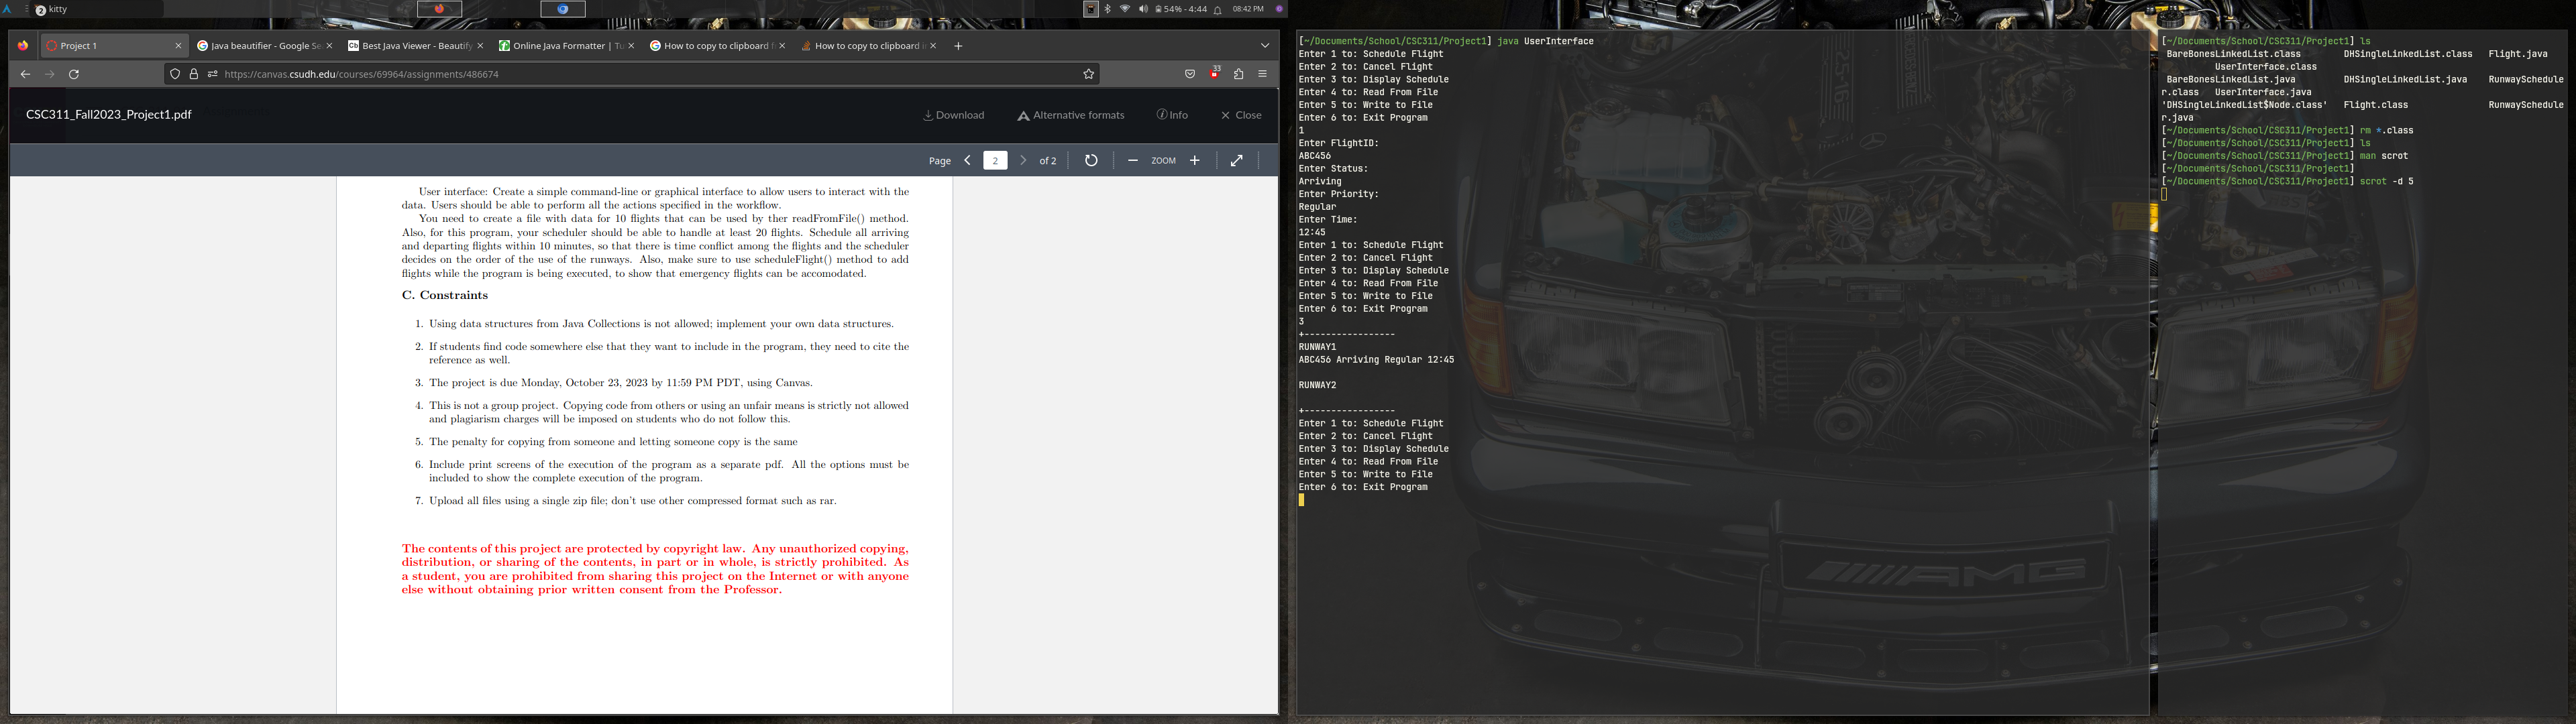 2 kitty
54% - 4:44
08:42 PM
Project 1
Java beautifier - Google Se
Best Java Viewer - Beautify
Online Java Formatter | Tu
How to copy to clipboard f
How to copy to clipboard i
https://canvas.csudh.edu/courses/69964/assignments/486674
33
CSC311_Fall2023_Project1.pdf
Download
Alternative formats
Info
Close
Page 2 of 2 ZOOM
User interface: Create a simple command-line or graphical interface to allow users to interact with the
data. Users should be able to perform all the actions specified in the workflow.
You need to create a file with data for 10 flights that can be used by ther readFromFile() method.
Also, for this program, your scheduler should be able to handle at least 20 flights. Schedule all arriving
and departing flights within 10 minutes, so that there is time conflict among the flights and the scheduler
decides on the order of the use of the runways. Also, make sure to use scheduleFlight() method to add
flights while the program is being executed, to show that emergency flights can be accomodated.
C. Constraints
1. Using data structures from Java Collections is not allowed; implement your own data structures.
2. If students find code somewhere else that they want to include in the program, they need to cite the
reference as well.
3. The project is due Monday, October 23, 2023 by 11:59 PM PDT, using Canvas.
4. This is not a group project. Copying code from others or using an unfair means is strictly not allowed
and plagiarism charges will be imposed on students who do not follow this.
5. The penalty for copying from someone and letting someone copy is the same
6. Include print screens of the execution of the program as a separate pdf. All the options must be
included to show the complete execution of the program.
7. Upload all files using a single zip file; don't use other compressed format such as rar.
The contents of this project are protected by copyright law. Any unauthorized copying,
distribution, or sharing of the contents, in part or in whole, is strictly prohibited. As
a student, you are prohibited from sharing this project on the Internet or with anyone
else without obtaining prior written consent from the Professor.
[~/Documents/School/CSC311/Project1] java UserInterface
Enter 1 to: Schedule Flight
Enter 2 to: Cancel Flight
Enter 3 to: Display Schedule
Enter 4 to: Read From File
Enter 5 to: Write to File
Enter 6 to: Exit Program
1
Enter FlightID:
ABC456
Enter Status:
Arriving
Enter Priority:
Regular
Enter Time:
12:45
Enter 1 to: Schedule Flight
Enter 2 to: Cancel Flight
Enter 3 to: Display Schedule
Enter 4 to: Read From File
Enter 5 to: Write to File
Enter 6 to: Exit Program
3
+-----------------
RUNWAY1
ABC456 Arriving Regular 12:45
RUNWAY2
+-----------------
Enter 1 to: Schedule Flight
Enter 2 to: Cancel Flight
Enter 3 to: Display Schedule
Enter 4 to: Read From File
Enter 5 to: Write to File
Enter 6 to: Exit Program
[~/Documents/School/CSC311/Project1] ls
BareBonesLinkedList.class DHSingleLinkedList.class Flight.java
UserInterface.class
BareBonesLinkedList.java DHSingleLinkedList.java RunwaySchedule
r.class UserInterface.java
'DHSingleLinkedList$Node.class' Flight.class RunwaySchedule
r.java
[~/Documents/School/CSC311/Project1] rm *.class
[~/Documents/School/CSC311/Project1] ls
[~/Documents/School/CSC311/Project1] man scrot
[~/Documents/School/CSC311/Project1]
[~/Documents/School/CSC311/Project1] scrot -d 5
AMG